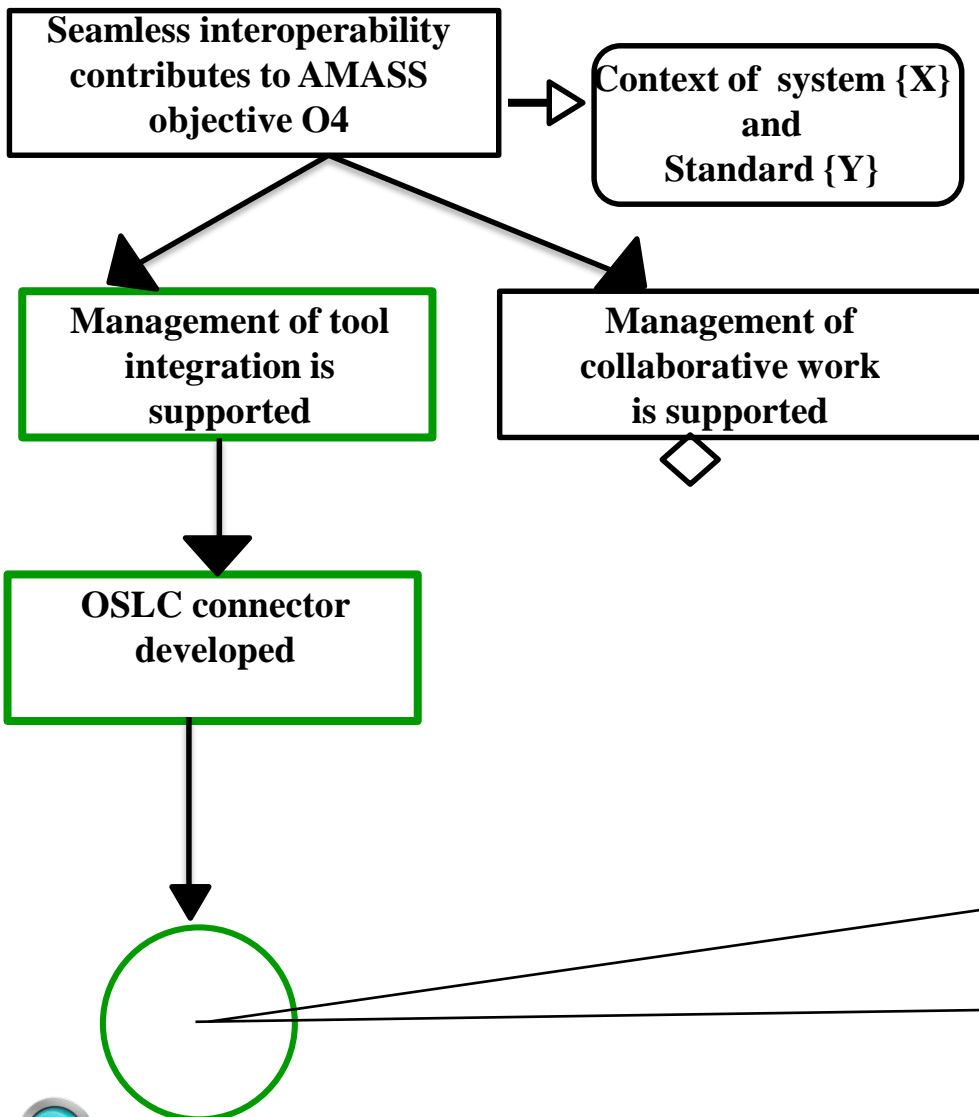 Seamless interoperability
contributes to AMASS
objective O4
Context of system {X}
and
Standard {Y}
Management of tool
integration is
supported
Management of
collaborative work
is supported
OSLC connector
developed